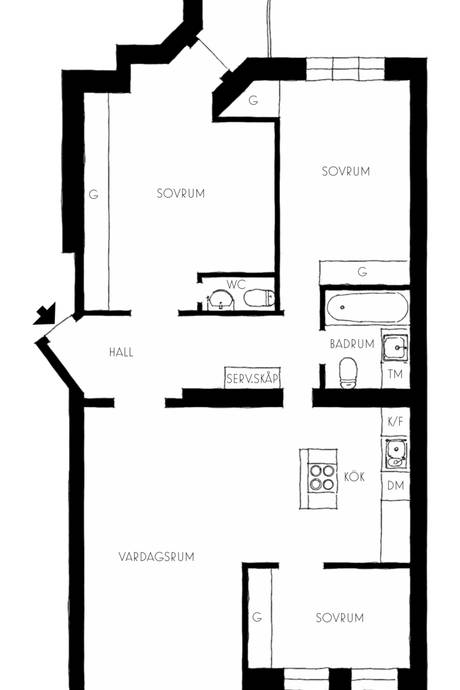 G
SOVRUM
SOVRUM
G
G
WC
BADRUM
HALL
SERV.SKÅP
TM
K/F
KÖK
DM
VARDAGSRUM
G
SOVRUM